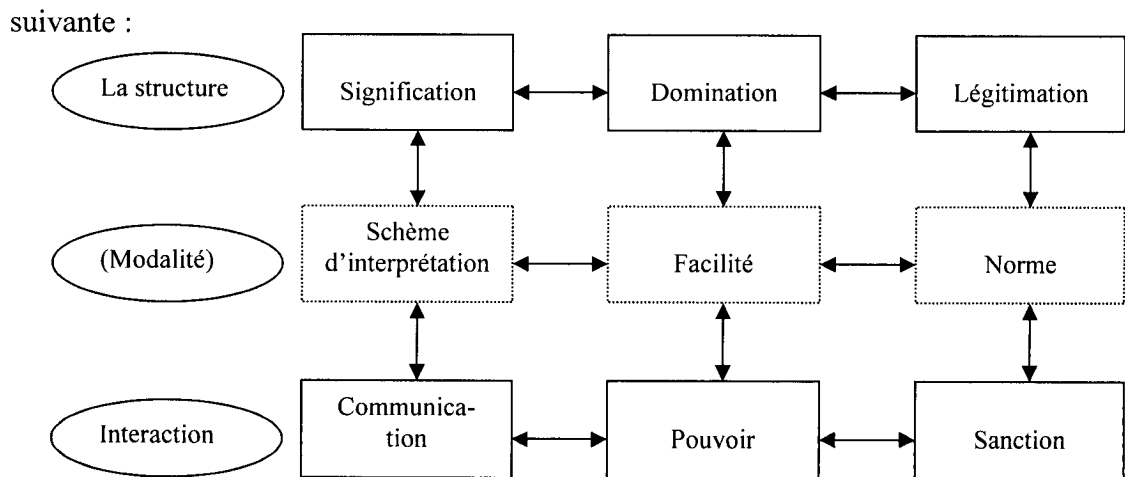 suivante :
La structure
Signification
Domination
Légitimation
(Modalité)
Schème
d'interprétation
Facilité
Norme
Interaction
Communica-
tion
Pouvoir
Sanction